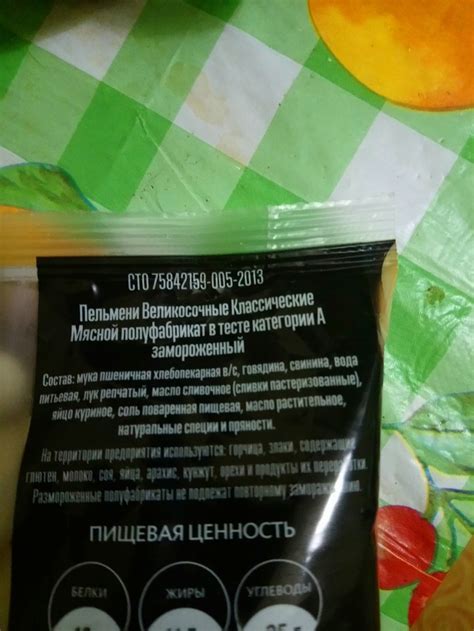 СТО 75842159-005-2013
Пельмени Великосочные Классические
Мясной полуфабрикат в тесте категории А
замороженный
Состав: мука пшеничная хлебопекарная в/с, говядина, свинина, вода
питьевая, лук репчатый, масло сливочное (сливки пастеризованные),
яйцо куриное, соль поваренная пищевая, масло растительное,
натуральные специи и пряности.
На территории предприятия используются: горчица, злаки, содержащие
глютен, молоко, соя, яйца, арахис, кунжут, орехи и продукты их переработки.
Размороженные полуфабрикаты не подлежат повторному замораживанию.
ПИЩЕВАЯ ЦЕННОСТЬ
БЕЛКИ ЖИРЫ УГЛЕВОДЫ